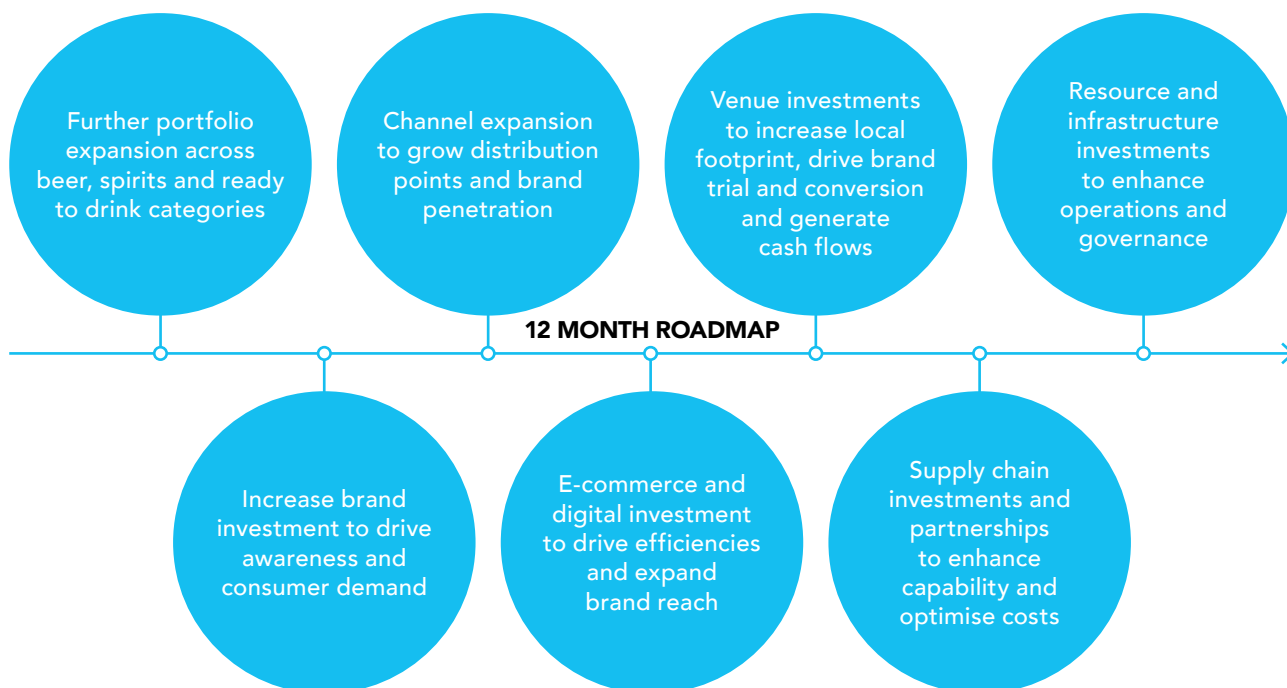 Further portfolio
expansion across
beer, spirits and ready
to drink categories
Channel expansion
to grow distribution
points and brand
penetration
Venue investments
to increase local
footprint, drive brand
trial and conversion
and generate
cash flows
Resource and
infrastructure
investments
to enhance
operations and
governance
12 MONTH ROADMAP
Increase brand
investment to drive
awareness and
consumer demand
E-commerce and
digital investment
to drive efficiencies
and expand
brand reach
Supply chain
investments and
partnerships
to enhance
capability and
optimise costs